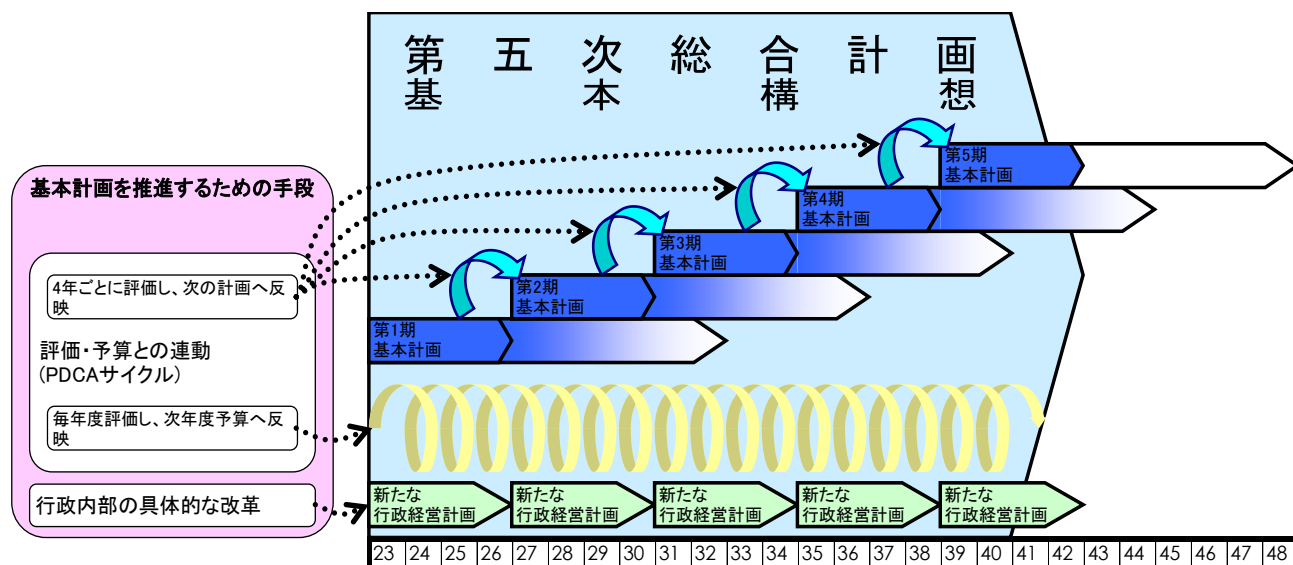 第五次総合計画
基本構想
基本計画を推進するための手段
4年ごとに評価し、次の計画へ反
映
評価・予算との連動
(PDCAサイクル)
毎年度評価し、次年度予算へ反
映
行政内部の具体的な改革
第5期
基本計画
第4期
基本計画
第3期
基本計画
第2期
基本計画
第1期
基本計画
新たな
行政経営計画
新たな
行政経営計画
新たな
行政経営計画
新たな
行政経営計画
新たな
行政経営計画
23 24 25 26 27 28 29 30 31 32 33 34 35 36 37 38 39 40 41 42 43 44 45 46 47 48